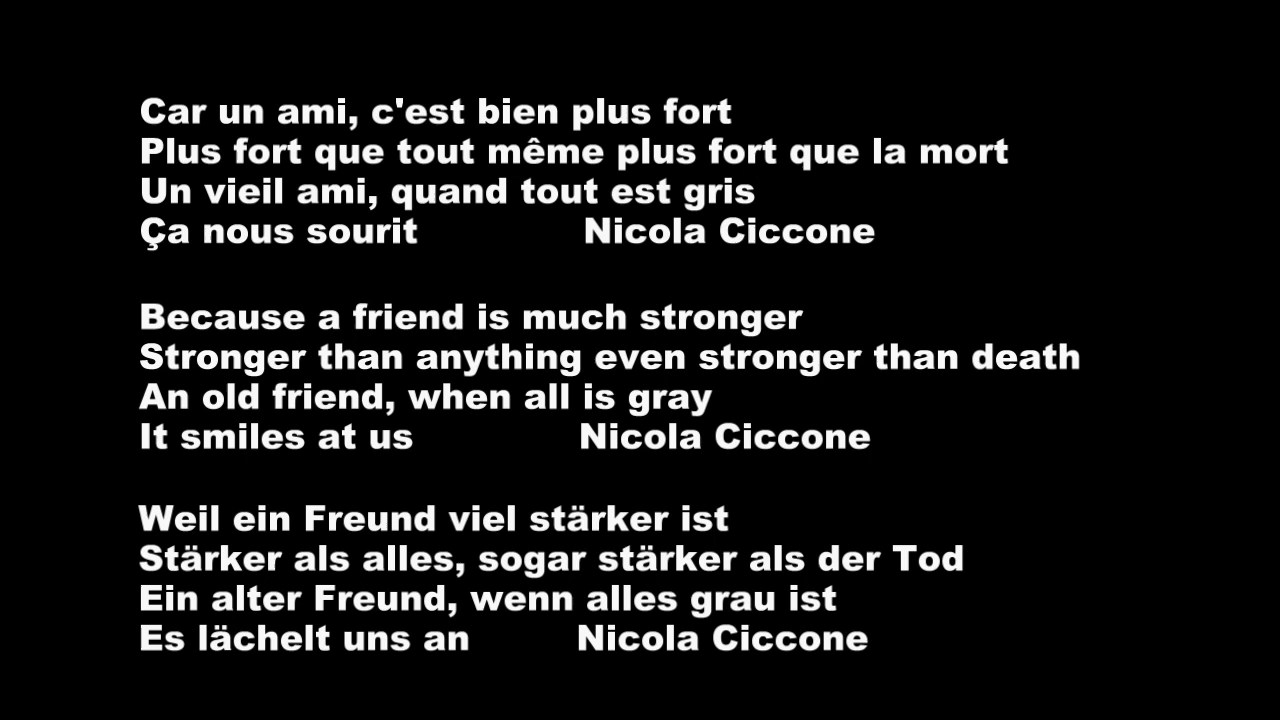 Car un ami, c'est bien plus fort
Plus fort que tout même plus fort que la mort
Un vieil ami, quand tout est gris
Ça nous sourit Nicola Ciccone
Because a friend is much stronger
Stronger than anything even stronger than death
An old friend, when all is gray
It smiles at us Nicola Ciccone
Weil ein Freund viel stärker ist
Stärker als alles, sogar stärker als der Tod
Ein alter Freund, wenn alles grau ist
Es lächelt uns an Nicola Ciccone